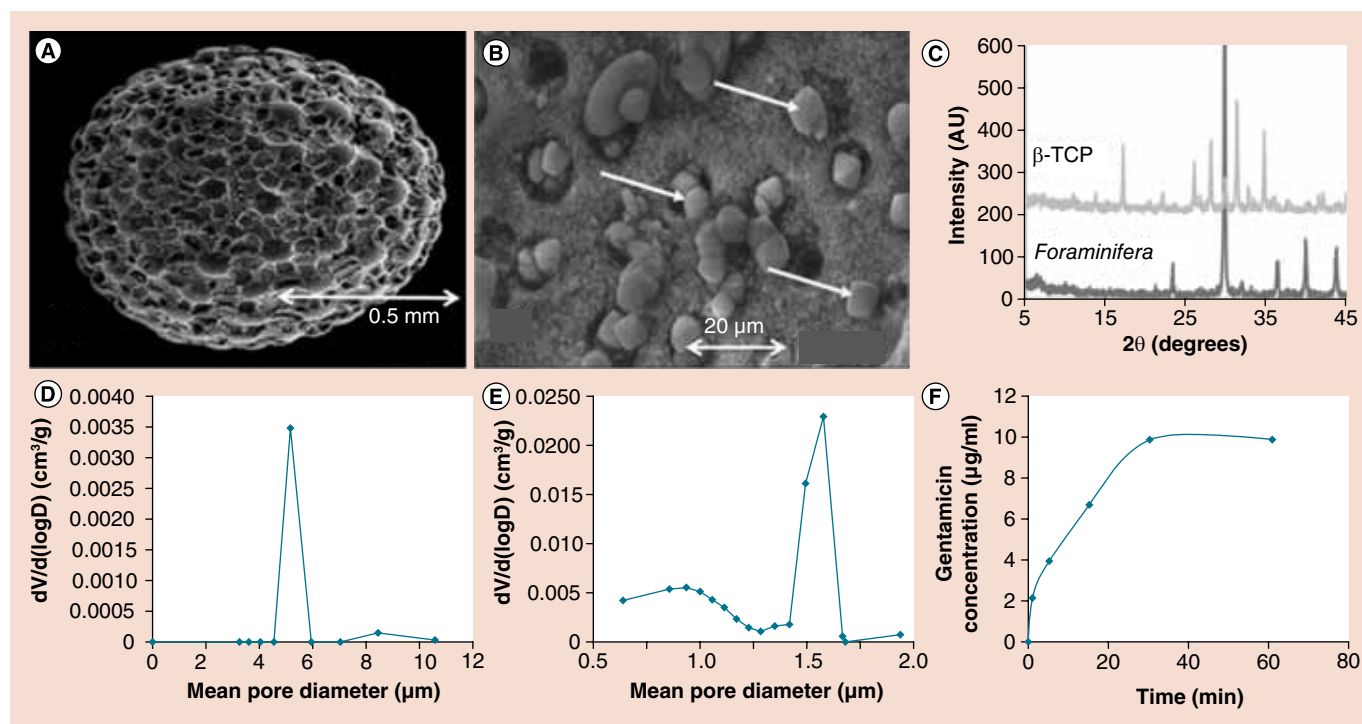 A
0.5 mm
B
20 µm
C
Intensity (AU)
600
500
400
300
200
100
0
β-TCP
Foraminifera
5 15 25 35 45
2θ (degrees)
D
dV/d(logD) (cm³/g)
0.0040
0.0035
0.0030
0.0025
0.0020
0.0015
0.0010
0.0005
0
0 2 4 6 8 10 12
Mean pore diameter (µm)
E
dV/d(logD) (cm³/g)
0.0250
0.0200
0.015
0.010
0.005
0
0.5 1.0 1.5 2.0
Mean pore diameter (µm)
F
Gentamicin
concentration (µg/ml)
12
10
8
6
4
2
0
0 20 40 60 80
Time (min)